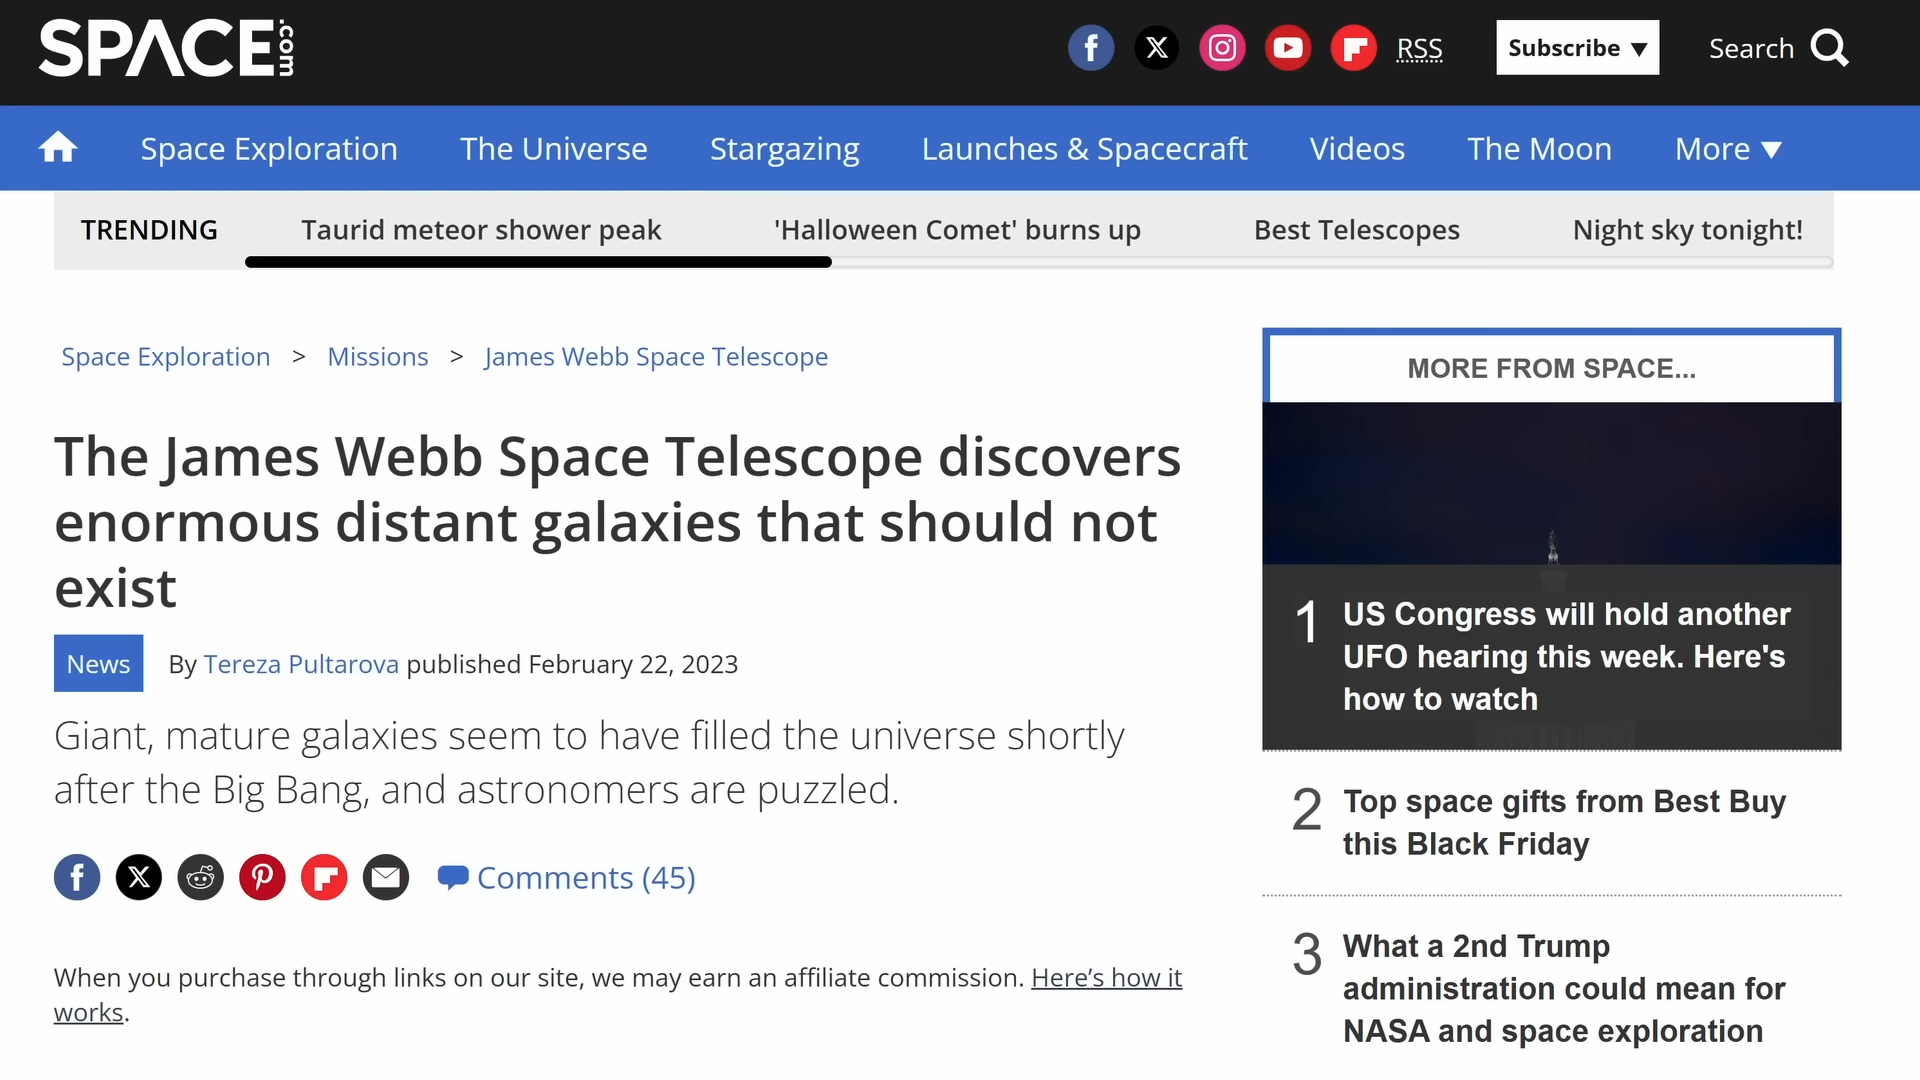 SPACE.com
RSS
Subscribe ▼
Search
Space Exploration
The Universe
Stargazing
Launches & Spacecraft
Videos
The Moon
More ▼
TRENDING
Taurid meteor shower peak
'Halloween Comet' burns up
Best Telescopes
Night sky tonight!
Space Exploration > Missions > James Webb Space Telescope
The James Webb Space Telescope discovers
enormous distant galaxies that should not
exist
News
By Tereza Pultarova published February 22, 2023
Giant, mature galaxies seem to have filled the universe shortly
after the Big Bang, and astronomers are puzzled.
Comments (45)
When you purchase through links on our site, we may earn an affiliate commission. Here’s how it
works.
MORE FROM SPACE...
1 US Congress will hold another
UFO hearing this week. Here's
how to watch
2 Top space gifts from Best Buy
this Black Friday
3 What a 2nd Trump
administration could mean for
NASA and space exploration